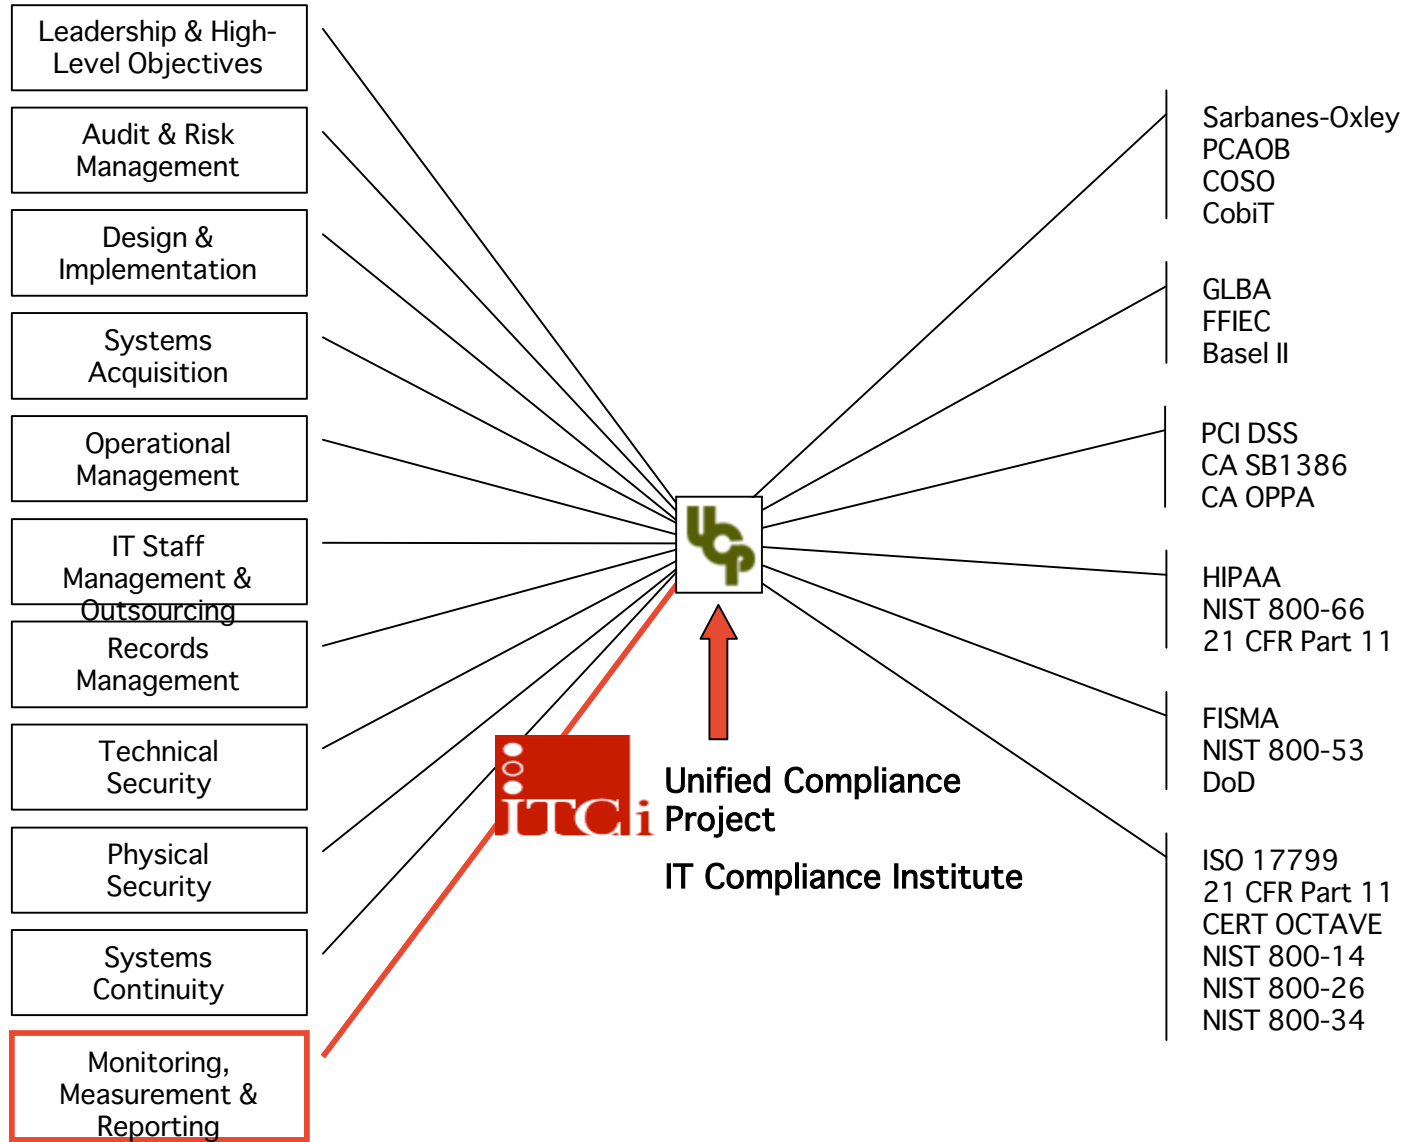 Leadership & High-
Level Objectives
Audit & Risk
Management
Design &
Implementation
Systems
Acquisition
Operational
Management
IT Staff
Management &
Outsourcing
Records
Management
Technical
Security
Physical
Security
Systems
Continuity
Monitoring,
Measurement &
Reporting
UCP
ITCi
Unified Compliance
Project
IT Compliance Institute
Sarbanes-Oxley
PCAOB
COSO
CobiT
GLBA
FFIEC
Basel II
PCI DSS
CA SB1386
CA OPPA
HIPAA
NIST 800-66
21 CFR Part 11
FISMA
NIST 800-53
DoD
ISO 17799
21 CFR Part 11
CERT OCTAVE
NIST 800-14
NIST 800-26
NIST 800-34